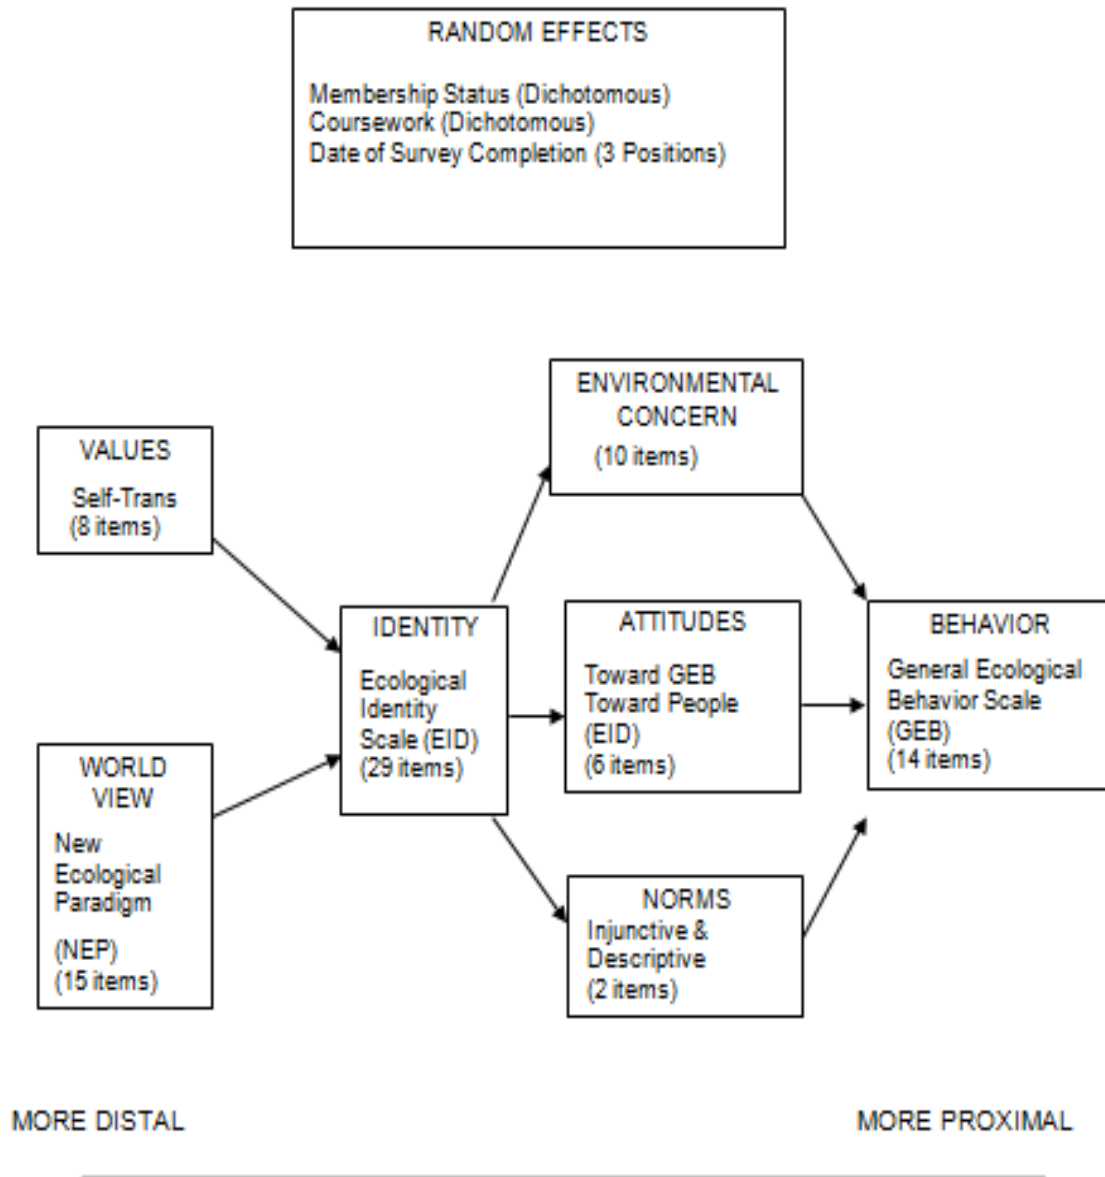 RANDOM EFFECTS
Membership Status (Dichotomous)
Coursework (Dichotomous)
Date of Survey Completion (3 Positions)
ENVIRONMENTAL
CONCERN
(10 items)
VALUES
Self-Trans
(8 items)
IDENTITY
Ecological
Identity
Scale (EID)
(29 items)
ATTITUDES
Toward GEB
Toward People
(EID)
(6 items)
BEHAVIOR
General Ecological
Behavior Scale
(GEB)
(14 items)
WORLD
VIEW
New
Ecological
Paradigm
(NEP)
(15 items)
NORMS
Injunctive &
Descriptive
(2 items)
MORE DISTAL
MORE PROXIMAL